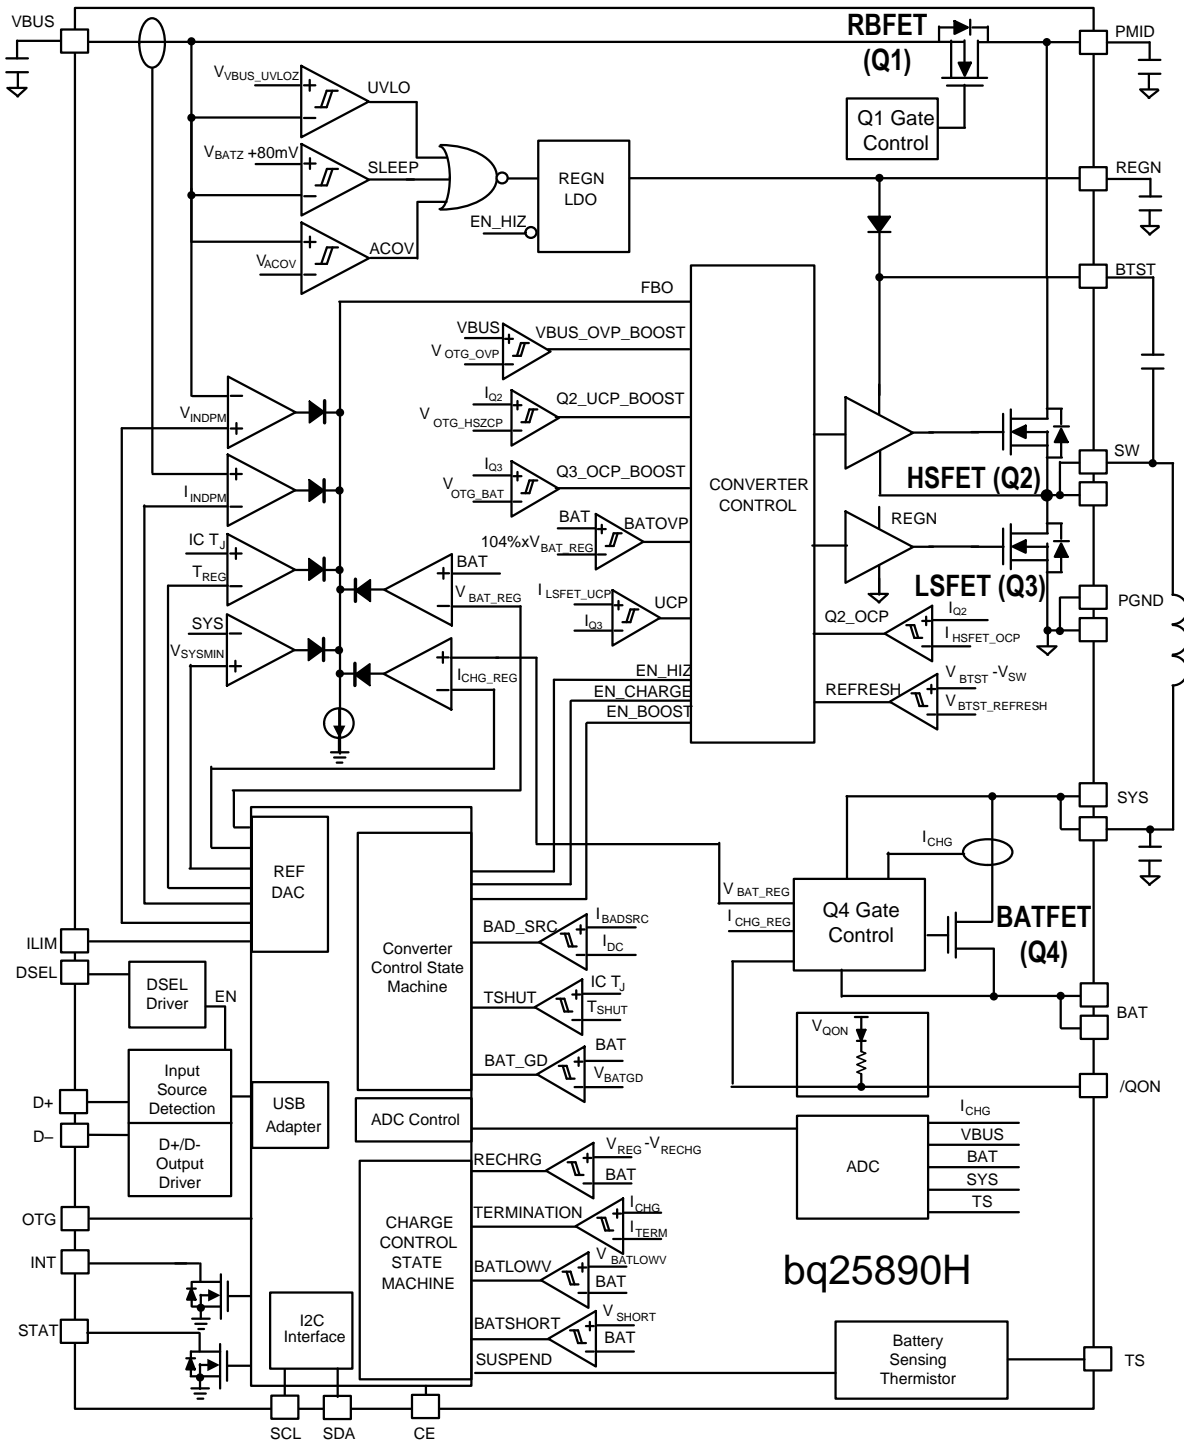 VBUS
RBFET
(Q1)
PMID
V_VBUS_UVLOZ
UVLO
Q1 Gate
Control
V_BATZ +80mV
SLEEP
REGN
LDO
REGN
EN_HIZ
ACOV
V_ACOV
BTST
FBO
VBUS
V_OTG_OVP
VBUS_OVP_BOOST
I_Q2
V_OTG_HSZCP
Q2_UCP_BOOST
V_INDPM
SW
I_Q3
V_OTG_BAT
Q3_OCP_BOOST
CONVERTER
CONTROL
HSFET (Q2)
I_INDPM
BAT
104%xV_BAT_REG
BATOVP
REGN
IC T_J
T_REG
BAT
V_BAT_REG
LSFET (Q3)
I_LSFET_UCP
I_Q3
UCP
Q2_OCP
I_Q2
I_HSFET_OCP
PGND
SYS
V_SYSMIN
I_CHG_REG
EN_HIZ
EN_CHARGE
EN_BOOST
REFRESH
V_BTST -V_SW
V_BTST_REFRESH
SYS
I_CHG
REF
DAC
V_BAT_REG
I_CHG_REG
Q4 Gate
Control
BATFET
(Q4)
ILIM
DSEL
DSEL
Driver
EN
Converter
Control State
Machine
BAD_SRC
I_BADSRC
I_DC
TSHUT
IC T_J
T_SHUT
BAT
V_QON
BAT_GD
BAT
V_BATGD
/QON
Input
Source
Detection
D+
D–
D+/D-
Output
Driver
USB
Adapter
ADC Control
ADC
I_CHG
VBUS
BAT
SYS
TS
RECHRG
V_REG -V_RECHG
BAT
OTG
CHARGE
CONTROL
STATE
MACHINE
TERMINATION
I_CHG
I_TERM
INT
BATLOWV
V_BATLOWV
BAT
bq25890H
STAT
I2C
Interface
BATSHORT
V_SHORT
BAT
SUSPEND
Battery
Sensing
Thermistor
TS
SCL
SDA
CE